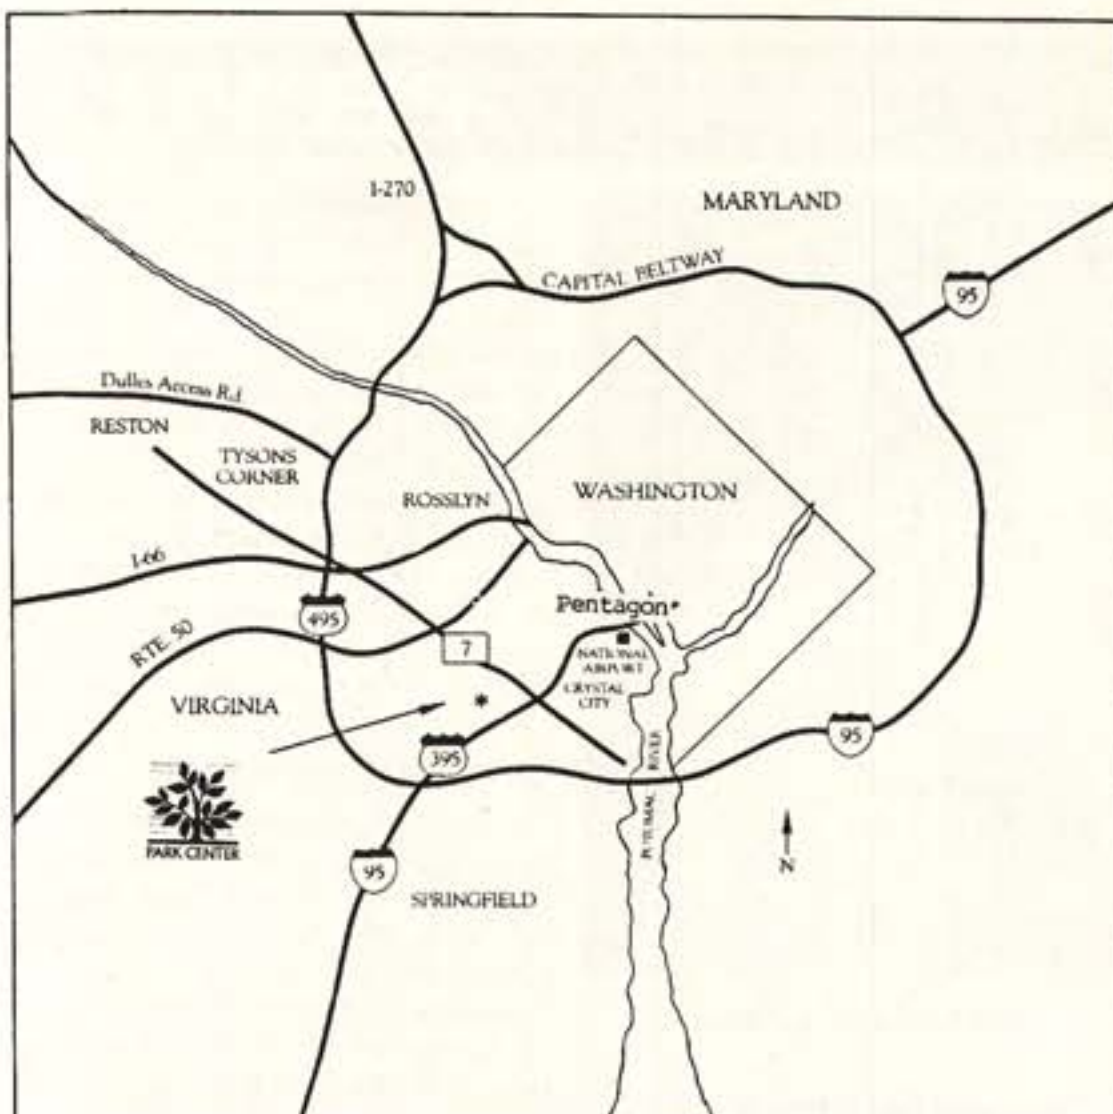 I-270
MARYLAND
CAPITAL BELTWAY
95
Dulles Access Rd
RESTON
TYSONS
CORNER
ROSSLYN
WASHINGTON
I-66
495
Pentagon*
RTE. 50
7
NATIONAL
AIRPORT
CRYSTAL
CITY
VIRGINIA
*
395
95
POTOMAC RIVER
PARK CENTER
N
95
SPRINGFIELD